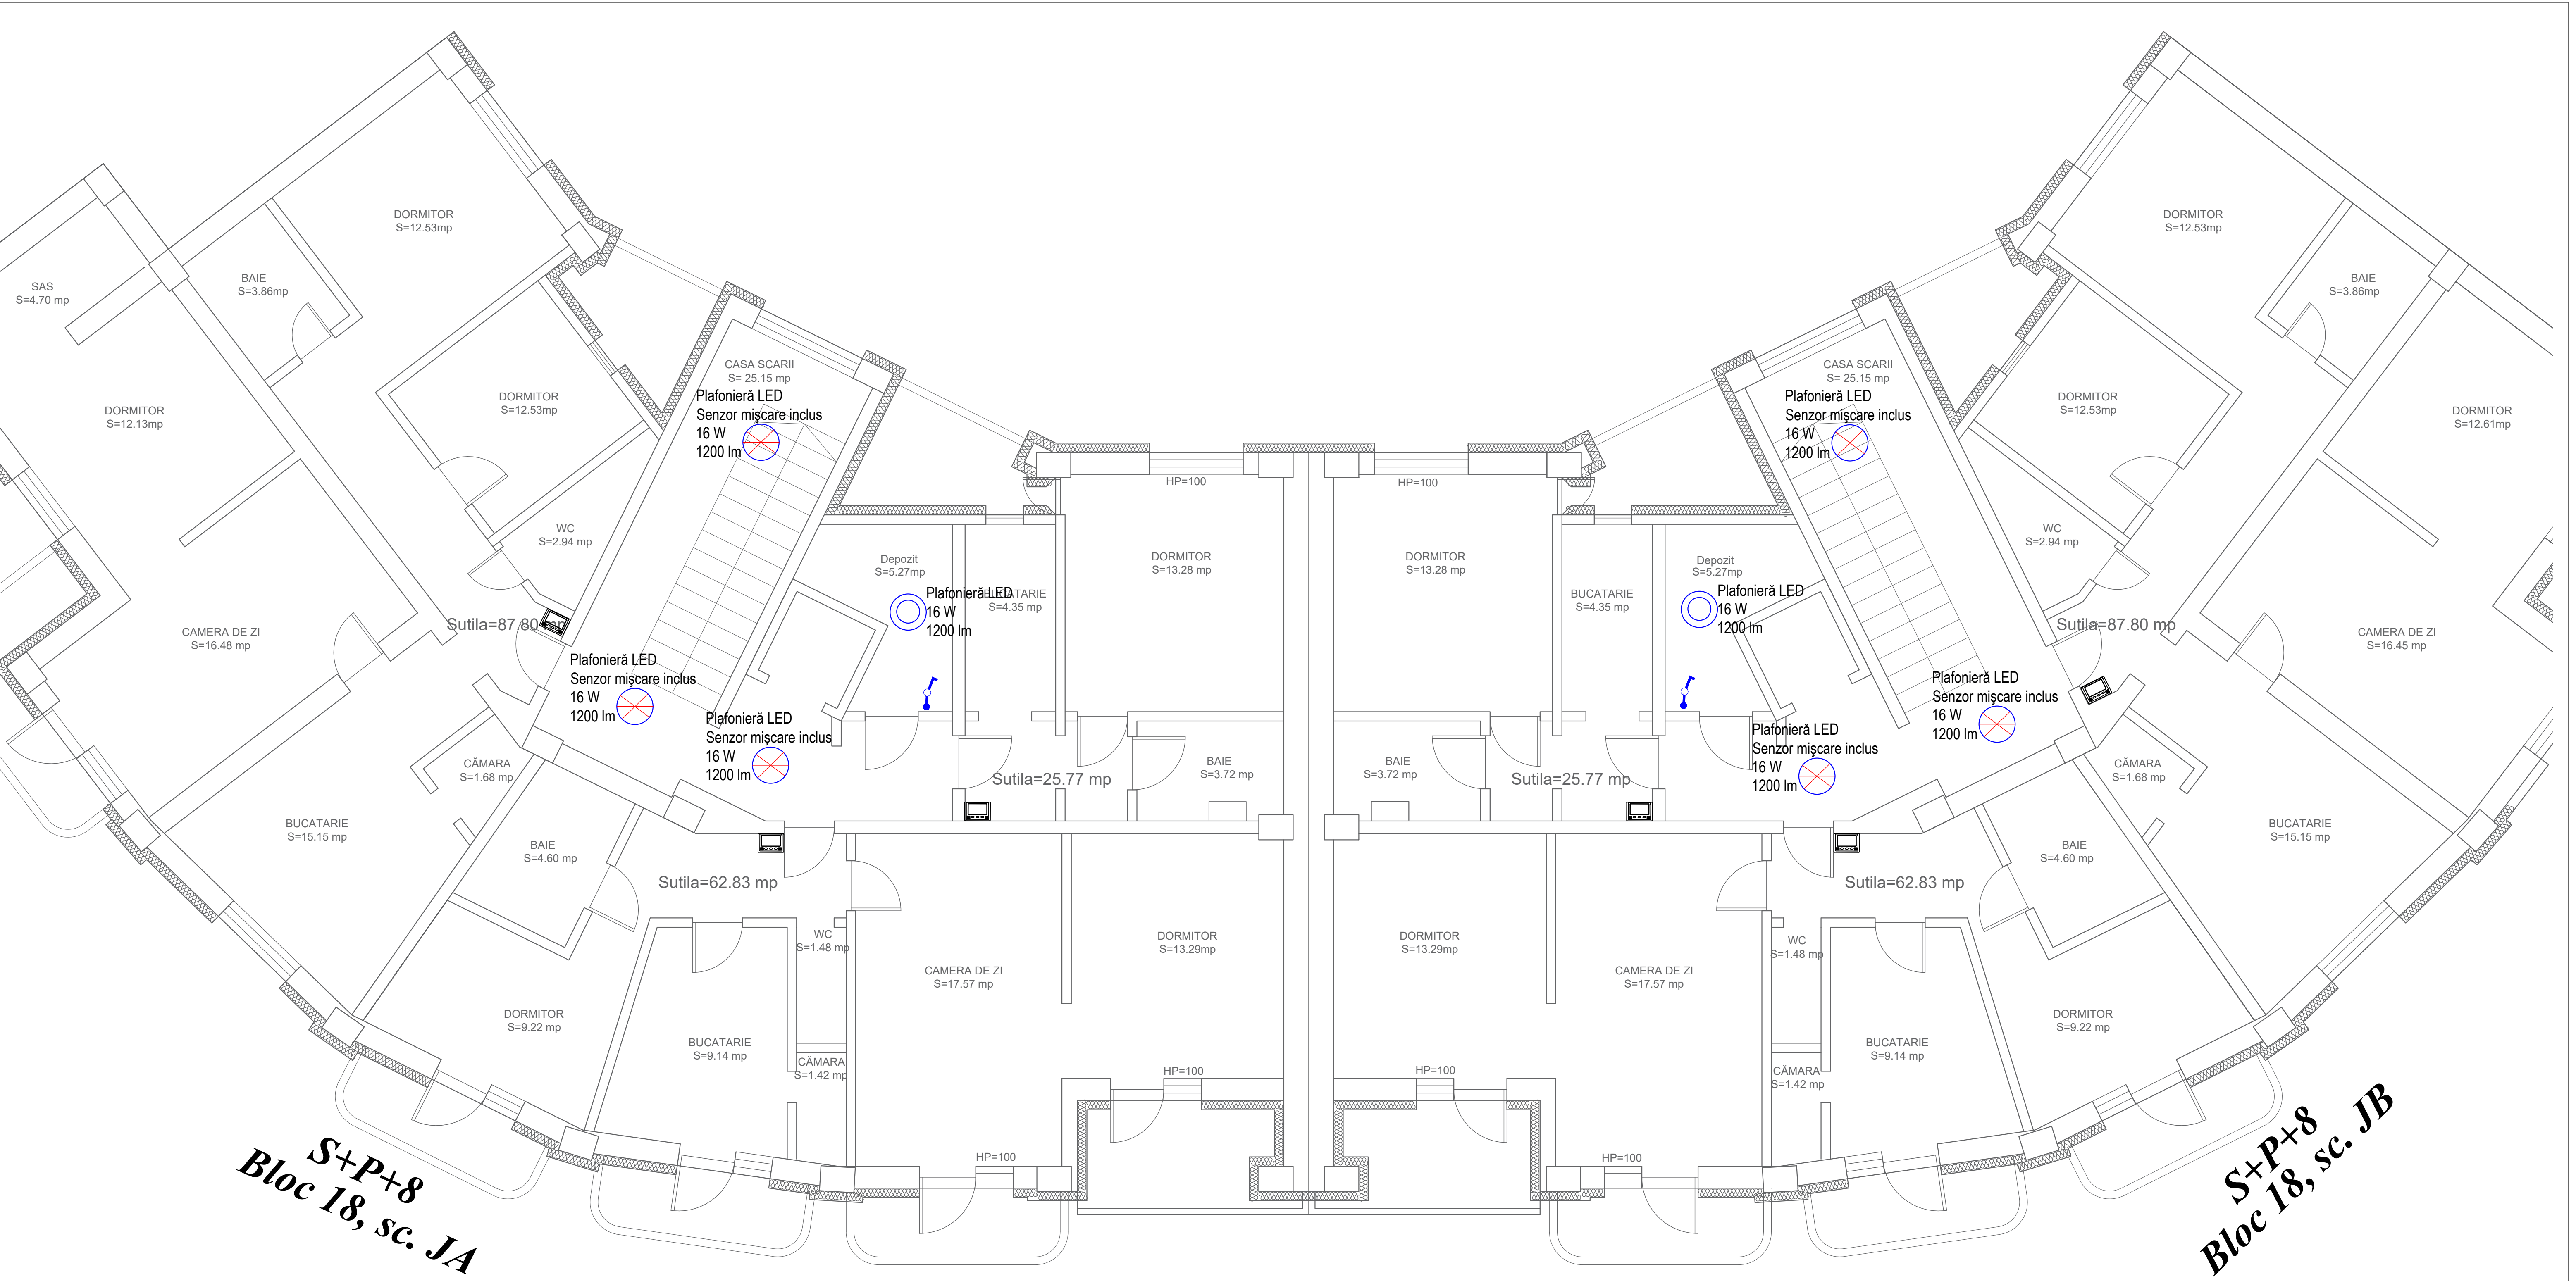 DORMITOR
S=12.53mp
BAIE
S=3.86mp
SAS
S=4.70 mp
DORMITOR
S=12.13mp
DORMITOR
S=12.53mp
WC
S=2.94 mp
CASA SCARII
S= 25.15 mp
Plafonieră LED
Senzor mişcare inclus
16 W
1200 lm
Sutila=87.80 mp
CAMERA DE ZI
S=16.48 mp
Plafonieră LED
Senzor mişcare inclus
16 W
1200 lm
Plafonieră LED
Senzor mişcare inclus
16 W
1200 lm
Depozit
S=5.27mp
Plafonieră LED
16 W
1200 lm
BUCATARIE
S=4.35 mp
HP=100
DORMITOR
S=13.28 mp
Sutila=25.77 mp
BAIE
S=3.72 mp
CĂMARA
S=1.68 mp
BUCATARIE
S=15.15 mp
BAIE
S=4.60 mp
Sutila=62.83 mp
WC
S=1.48 mp
CAMERA DE ZI
S=17.57 mp
DORMITOR
S=13.29mp
DORMITOR
S=9.22 mp
BUCATARIE
S=9.14 mp
CĂMARA
S=1.42 mp
HP=100
HP=100
S+P+8
Bloc 18, sc. JA
HP=100
DORMITOR
S=13.28 mp
BUCATARIE
S=4.35 mp
Depozit
S=5.27mp
Plafonieră LED
16 W
1200 lm
CASA SCARII
S= 25.15 mp
Plafonieră LED
Senzor mişcare inclus
16 W
1200 lm
DORMITOR
S=12.53mp
BAIE
S=3.86mp
DORMITOR
S=12.53mp
DORMITOR
S=12.61mp
WC
S=2.94 mp
Sutila=87.80 mp
CAMERA DE ZI
S=16.45 mp
Plafonieră LED
Senzor mişcare inclus
16 W
1200 lm
Plafonieră LED
Senzor mişcare inclus
16 W
1200 lm
BAIE
S=3.72 mp
Sutila=25.77 mp
CĂMARA
S=1.68 mp
BUCATARIE
S=15.15 mp
BAIE
S=4.60 mp
Sutila=62.83 mp
DORMITOR
S=13.29mp
CAMERA DE ZI
S=17.57 mp
WC
S=1.48 mp
DORMITOR
S=9.22 mp
BUCATARIE
S=9.14 mp
CĂMARA
S=1.42 mp
HP=100
HP=100
S+P+8
Bloc 18, sc. JB